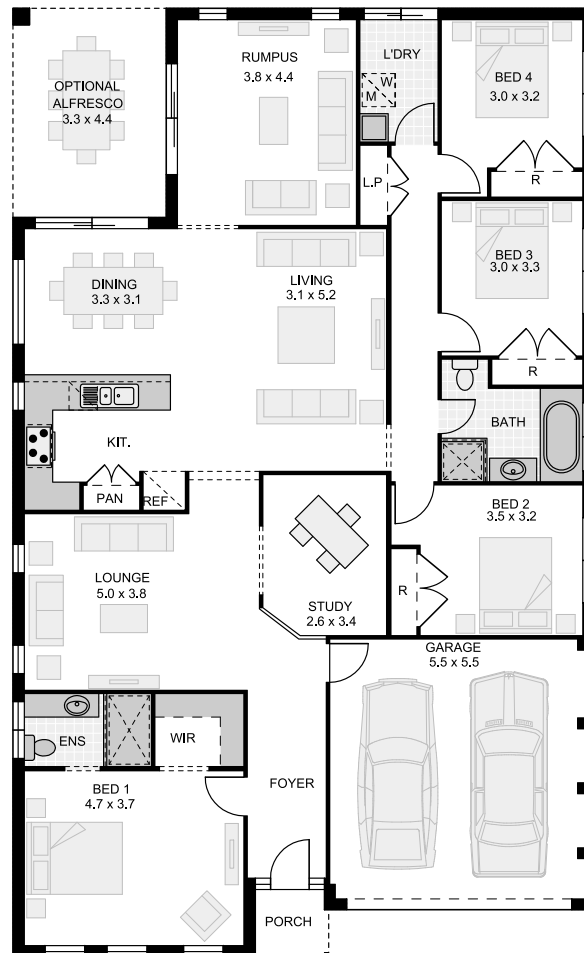 OPTIONAL
ALFRESCO
3.3 x 4.4
RUMPUS
3.8 x 4.4
L'DRY
W
M
BED 4
3.0 x 3.2
R
L.P
BED 3
3.0 x 3.3
R
DINING
3.3 x 3.1
LIVING
3.1 x 5.2
KIT.
PAN
REF
BATH
BED 2
3.5 x 3.2
R
LOUNGE
5.0 x 3.8
STUDY
2.6 x 3.4
GARAGE
5.5 x 5.5
ENS
WIR
BED 1
4.7 x 3.7
FOYER
PORCH